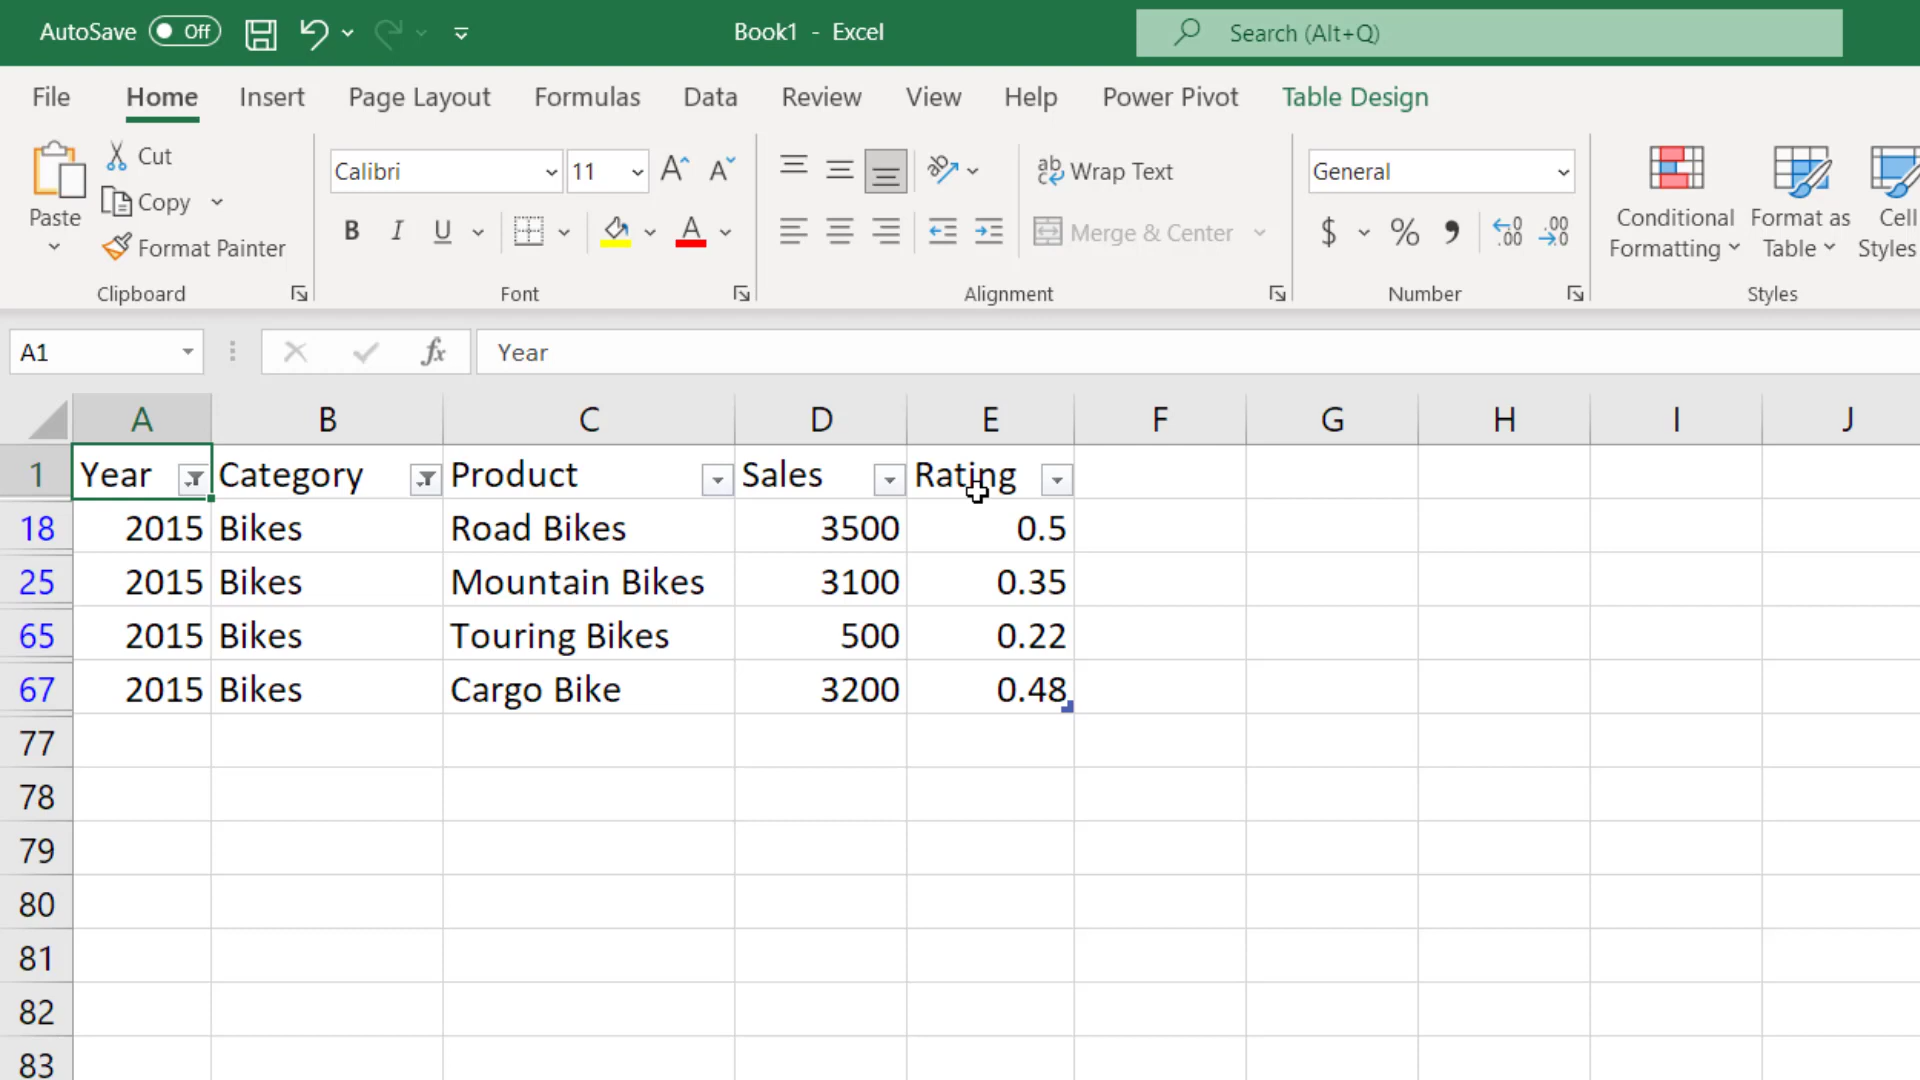 AutoSave Off Book1 - Excel Search (Alt+Q)
File Home Insert Page Layout Formulas Data Review View Help Power Pivot Table Design
Paste Cut Copy Format Painter
Clipboard
Calibri 11
B I U A
Font
Wrap Text
Merge & Center
Alignment
General
$ % ,
Number
Conditional Formatting Format as Table Cell Styles
Styles
A1 fx Year
A B C D E F G H I J
1 Year Category Product Sales Rating
18 2015 Bikes Road Bikes 3500 0.5
25 2015 Bikes Mountain Bikes 3100 0.35
65 2015 Bikes Touring Bikes 500 0.22
67 2015 Bikes Cargo Bike 3200 0.48
77
78
79
80
81
82
83